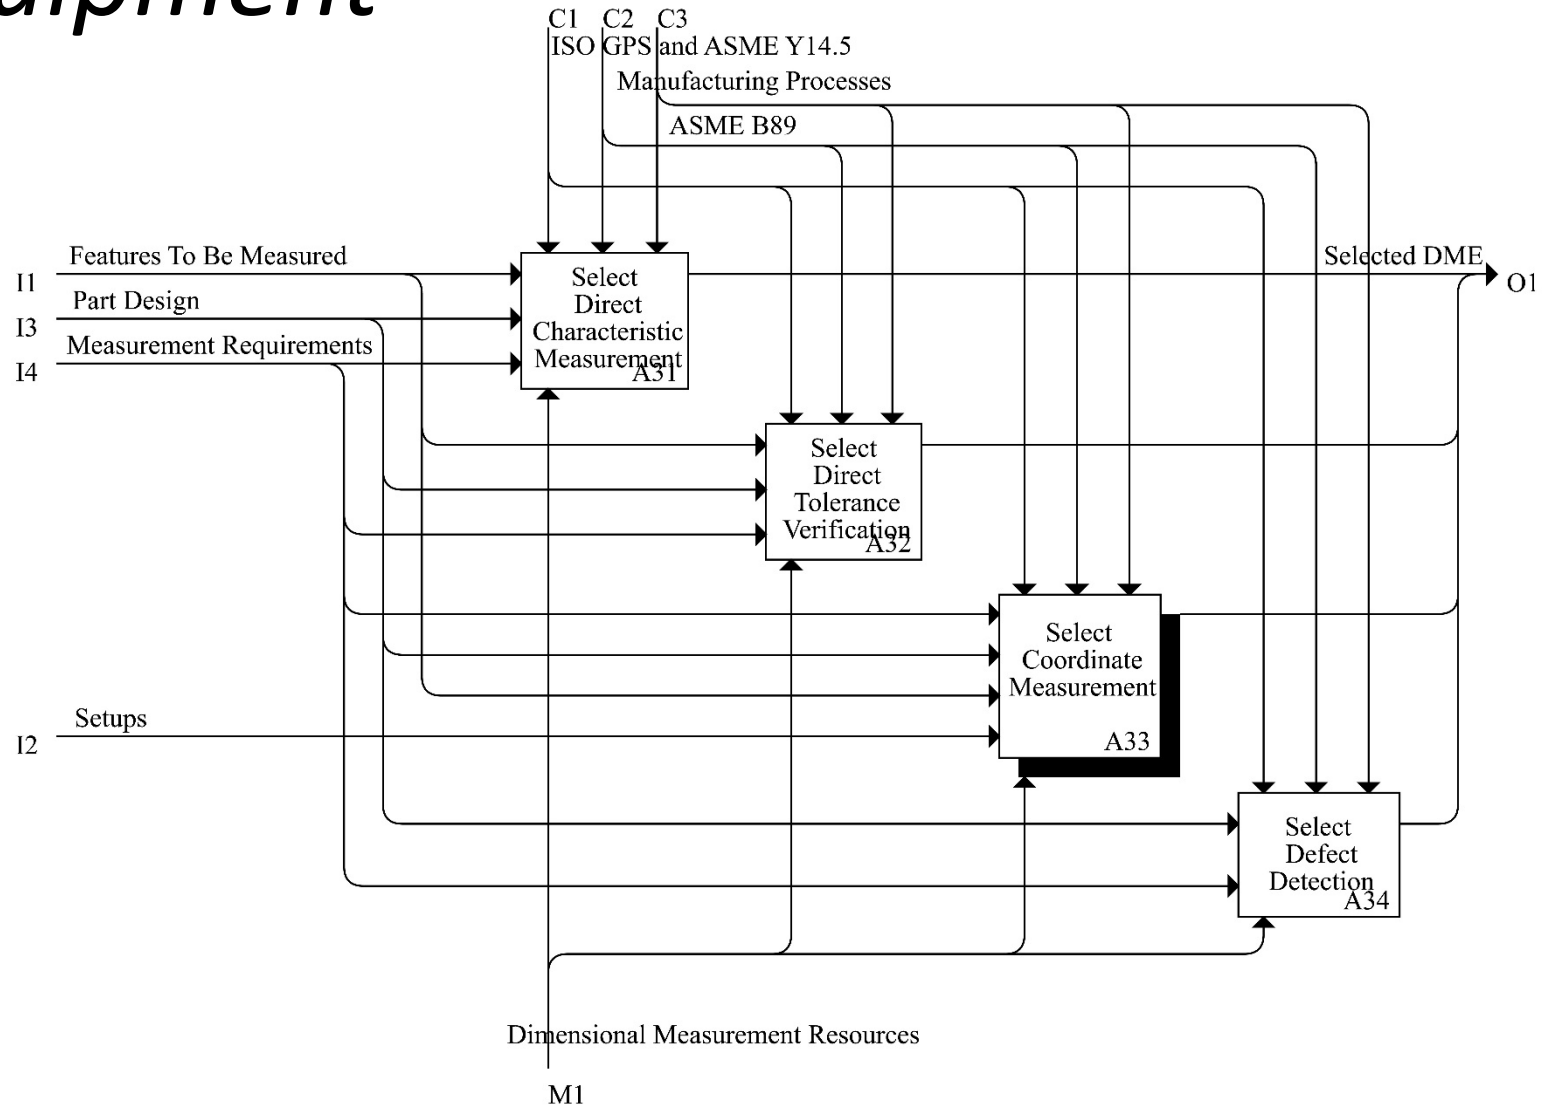 C1 C2 C3
ISO GPS and ASME Y14.5
Manufacturing Processes
ASME B89
Features To Be Measured
I1
Part Design
I3
Measurement Requirements
I4
Select
Direct
Characteristic
Measurement
A31
Selected DME
O1
Select
Direct
Tolerance
Verification
A32
Select
Coordinate
Measurement
A33
Setups
I2
Select
Defect
Detection
A34
Dimensional Measurement Resources
M1